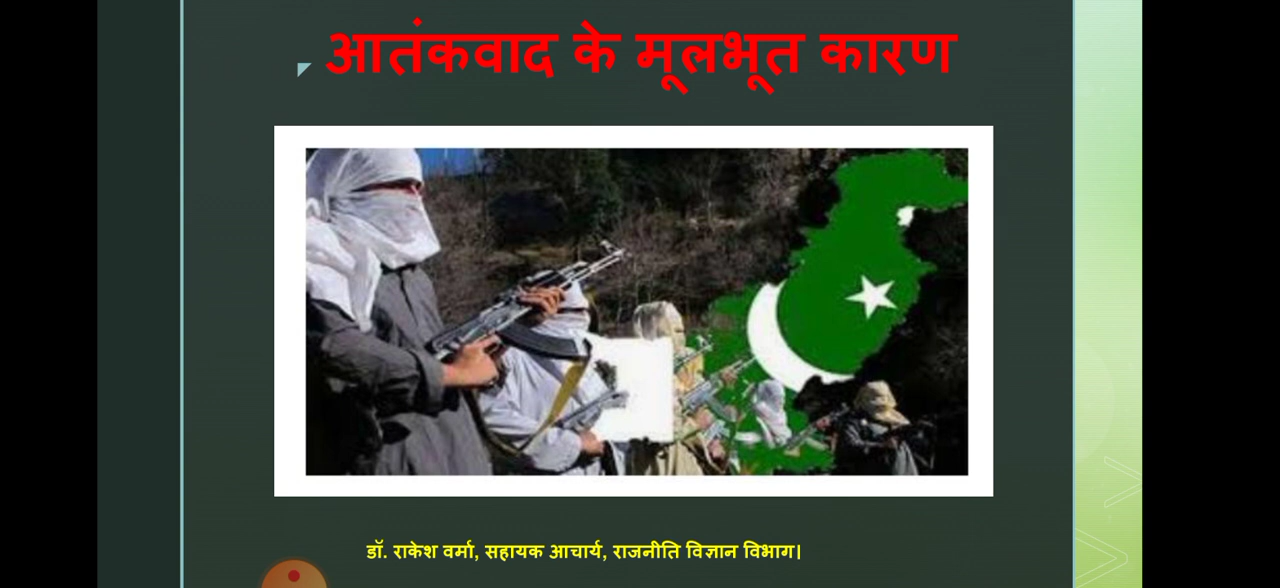 आतंकवाद के मूलभूत कारण
डॉ. राकेश वर्मा, सहायक आचार्य, राजनीति विज्ञान विभाग।